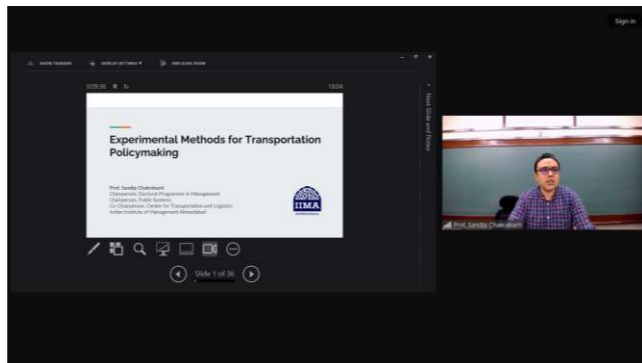 Sign in
SHOW TASKBAR
DISPLAY SETTINGS
END SLIDE SHOW
0:09:36
18:04
Next Slide and Notes
Experimental Methods for Transportation
Policymaking
Prof. Sandip Chakrabarti
Chairperson, Doctoral Programme in Management
Chairperson, Public Systems
Co-Chairperson, Centre for Transportation and Logistics
Indian Institute of Management Ahmedabad
IIMA
Slide 1 of 36
Prof. Sandip Chakrabarti